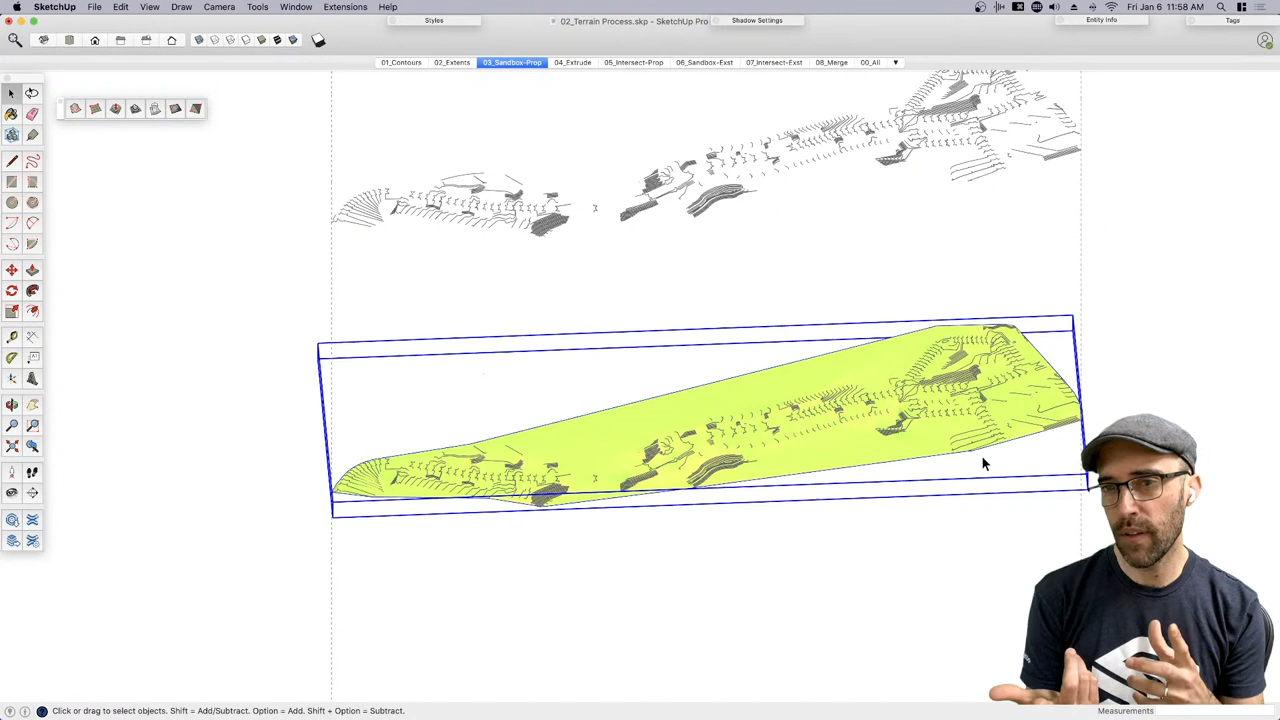 SketchUp File Edit View Camera Draw Tools Window Extensions Help Fri Jan 6 11:58 AM
Styles 02_Terrain Process.skp - SketchUp Pro Shadow Settings Entity Info Tags
01_Contours 02_Extents 03_Sandbox-Prop 04_Extrude 05_Intersect-Prop 06_Sandbox-Exst 07_Intersect-Exst 08_Merge 00_All
Click or drag to select objects. Shift = Add/Subtract. Option = Add. Shift + Option = Subtract. Measurements